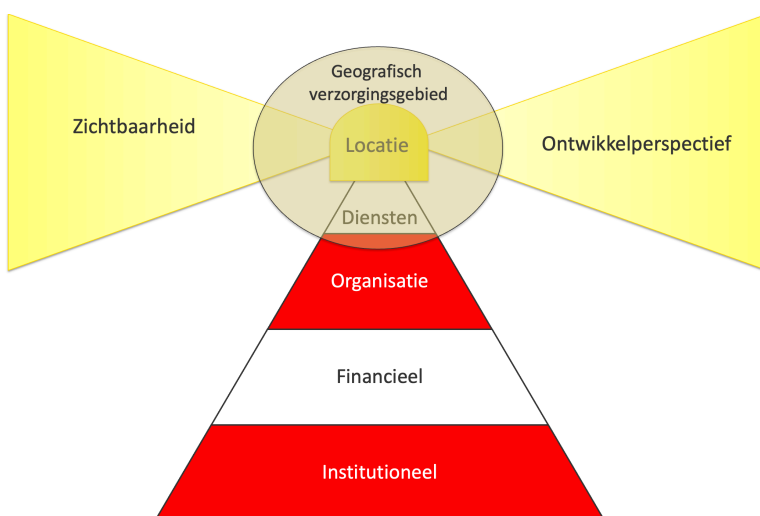 Geografisch
verzorgingsgebied
Zichtbaarheid
Locatie
Ontwikkelperspectief
Diensten
Organisatie
Financieel
Institutioneel